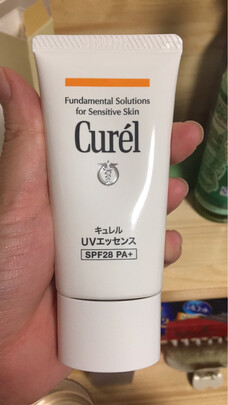 Fundamental Solutions
for Sensitive Skin
Curél
キュレル
UVエッセンス
SPF28 PA+